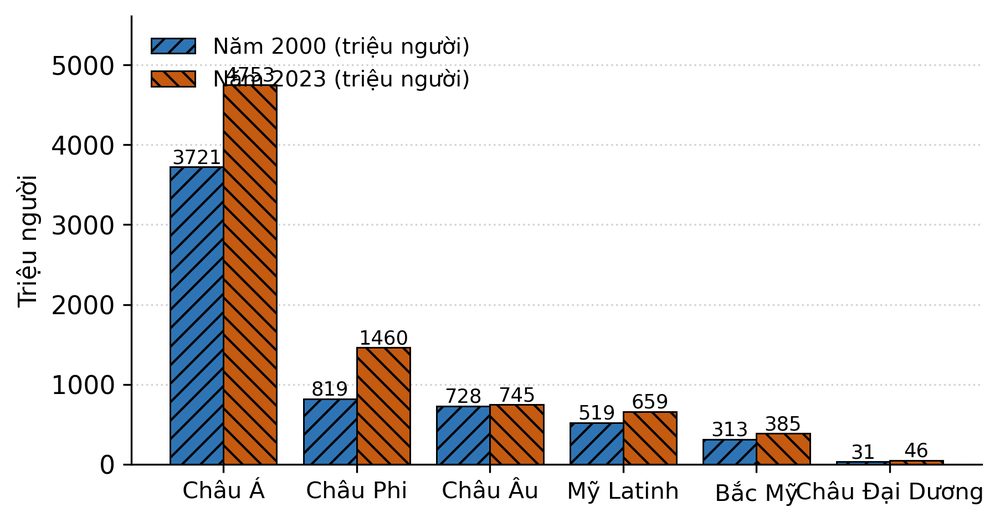 Năm 2000 (triệu người)
Năm 2023 (triệu người)
Triệu người
5000
4000
3000
2000
1000
0
3721
4753
819
1460
728
745
519
659
313
385
31
46
Châu Á
Châu Phi
Châu Âu
Mỹ Latinh
Bắc Mỹ
Châu Đại Dương